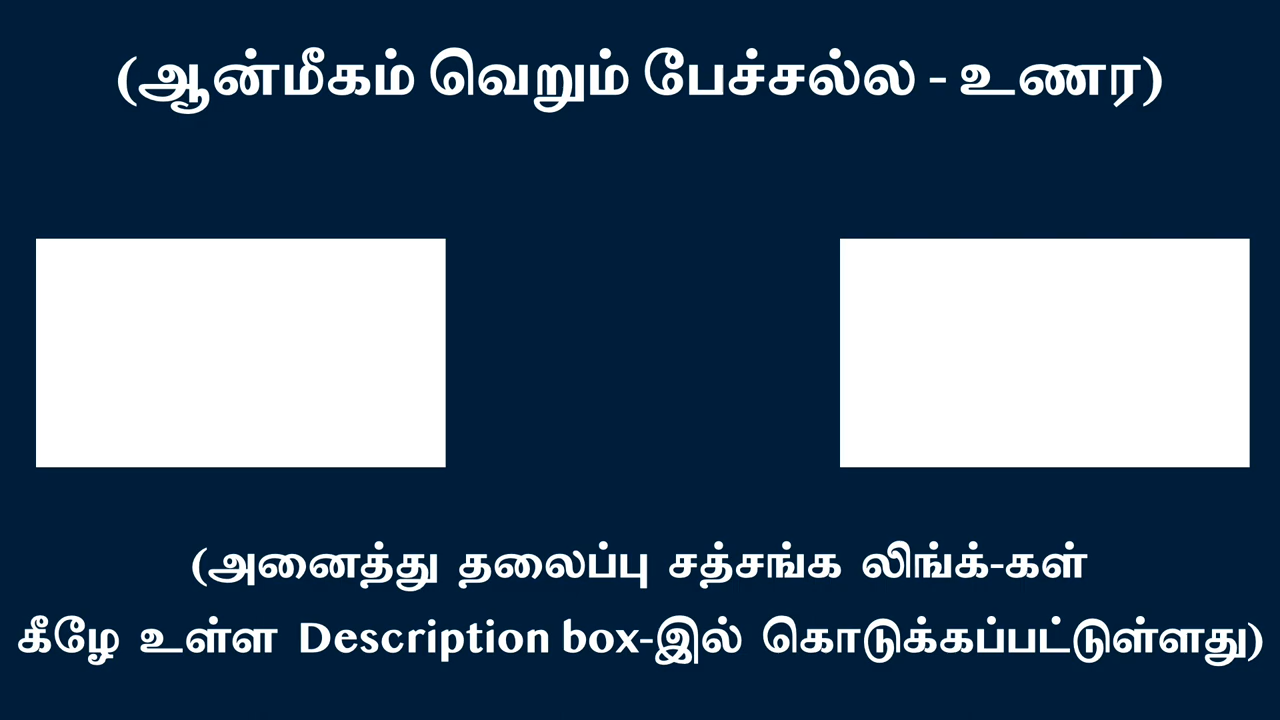 (ஆன்மீகம் வெறும் பேச்சல்ல - உணர)
(அனைத்து தலைப்பு சத்சங்க லிங்க்-கள்
கீழே உள்ள Description box-இல் கொடுக்கப்பட்டுள்ளது)